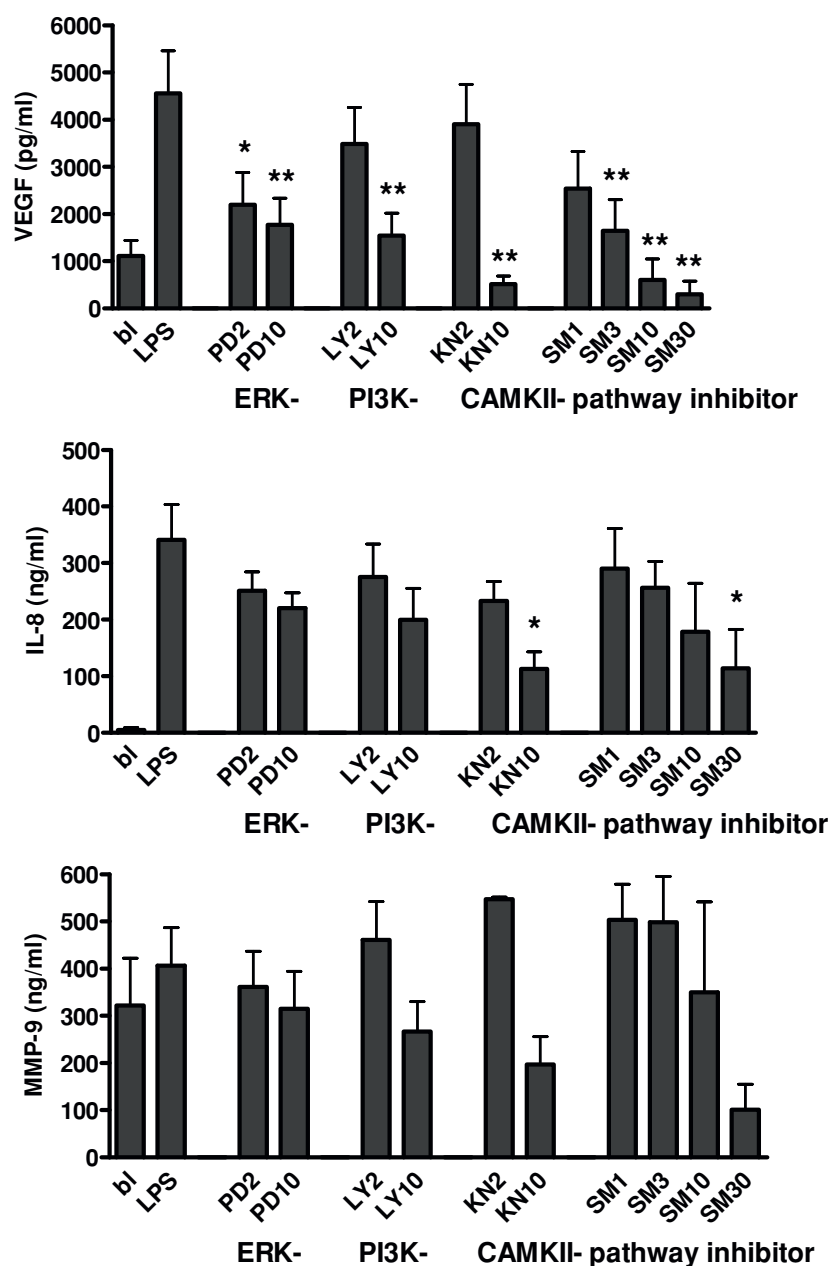 6000
5000
4000
3000
2000
1000
0
VEGF (pg/ml)
* ** ** ** ** ** **
bl LPS PD2 PD10 LY2 LY10 KN2 KN10 SM1 SM3 SM10 SM30
ERK- PI3K- CAMKII- pathway inhibitor
500
400
300
200
100
0
IL-8 (ng/ml)
* *
bl LPS PD2 PD10 LY2 LY10 KN2 KN10 SM1 SM3 SM10 SM30
ERK- PI3K- CAMKII- pathway inhibitor
600
500
400
300
200
100
0
MMP-9 (ng/ml)
bl LPS PD2 PD10 LY2 LY10 KN2 KN10 SM1 SM3 SM10 SM30
ERK- PI3K- CAMKII- pathway inhibitor